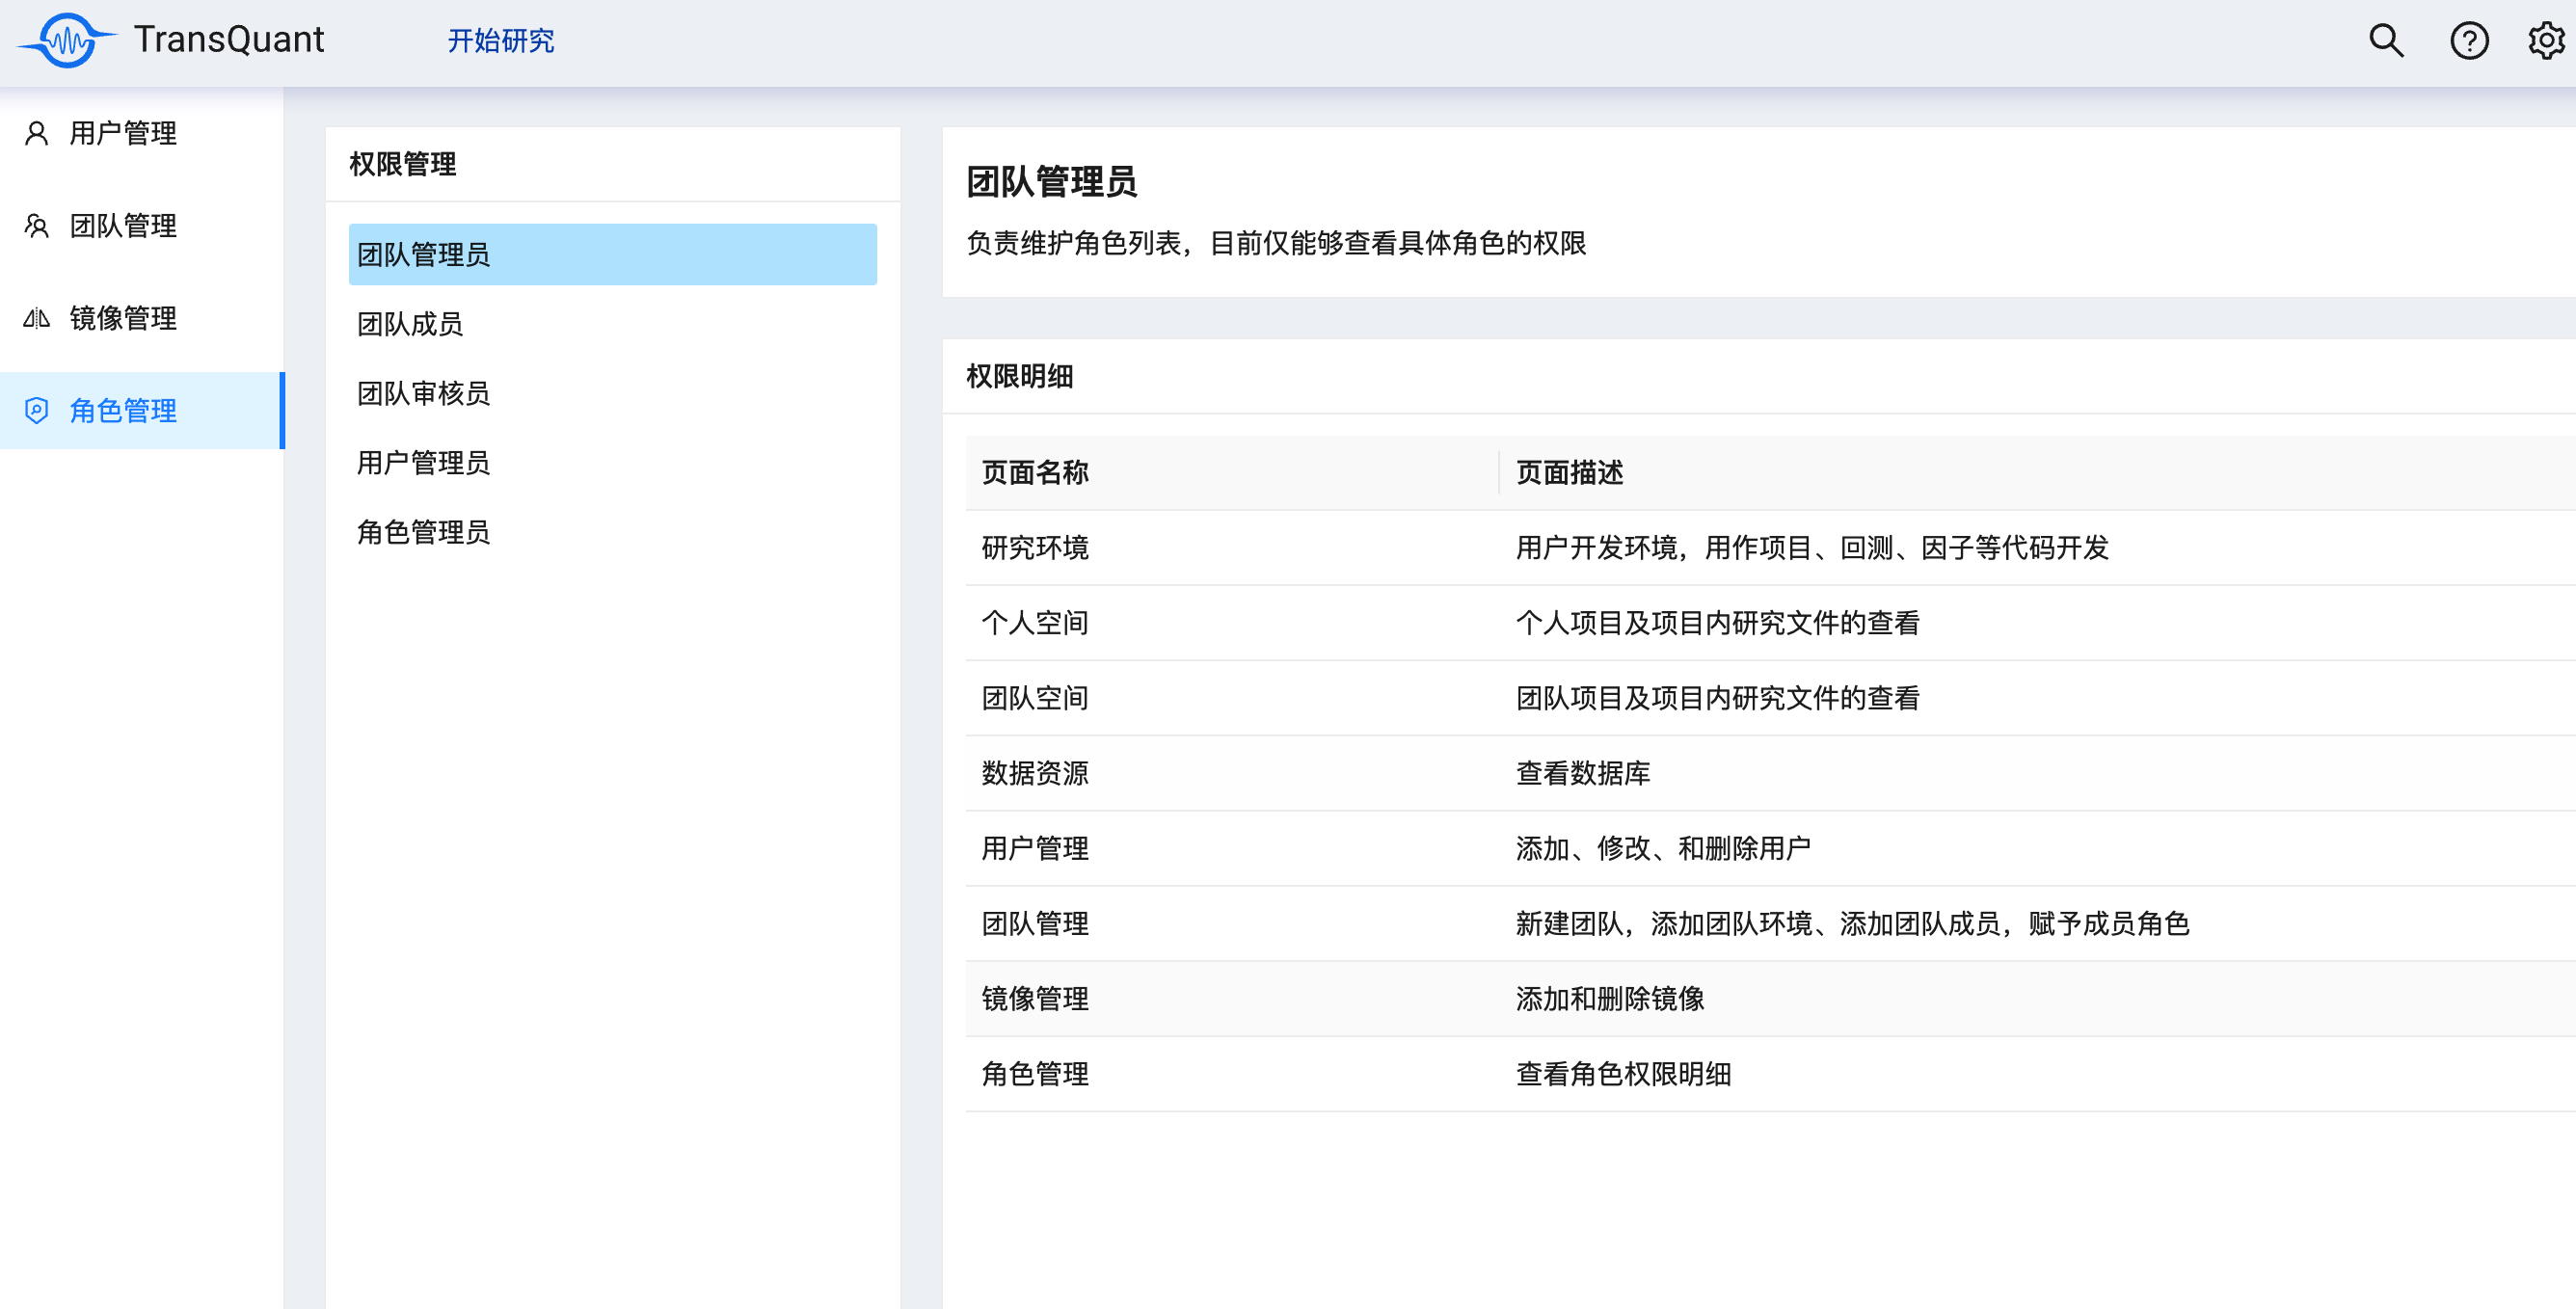 TransQuant
开始研究
用户管理
团队管理
镜像管理
角色管理
权限管理
团队管理员
团队成员
团队审核员
用户管理员
角色管理员
团队管理员
负责维护角色列表，目前仅能够查看具体角色的权限
权限明细
页面名称 页面描述
研究环境 用户开发环境，用作项目、回测、因子等代码开发
个人空间 个人项目及项目内研究文件的查看
团队空间 团队项目及项目内研究文件的查看
数据资源 查看数据库
用户管理 添加、修改、和删除用户
团队管理 新建团队，添加团队环境、添加团队成员，赋予成员角色
镜像管理 添加和删除镜像
角色管理 查看角色权限明细